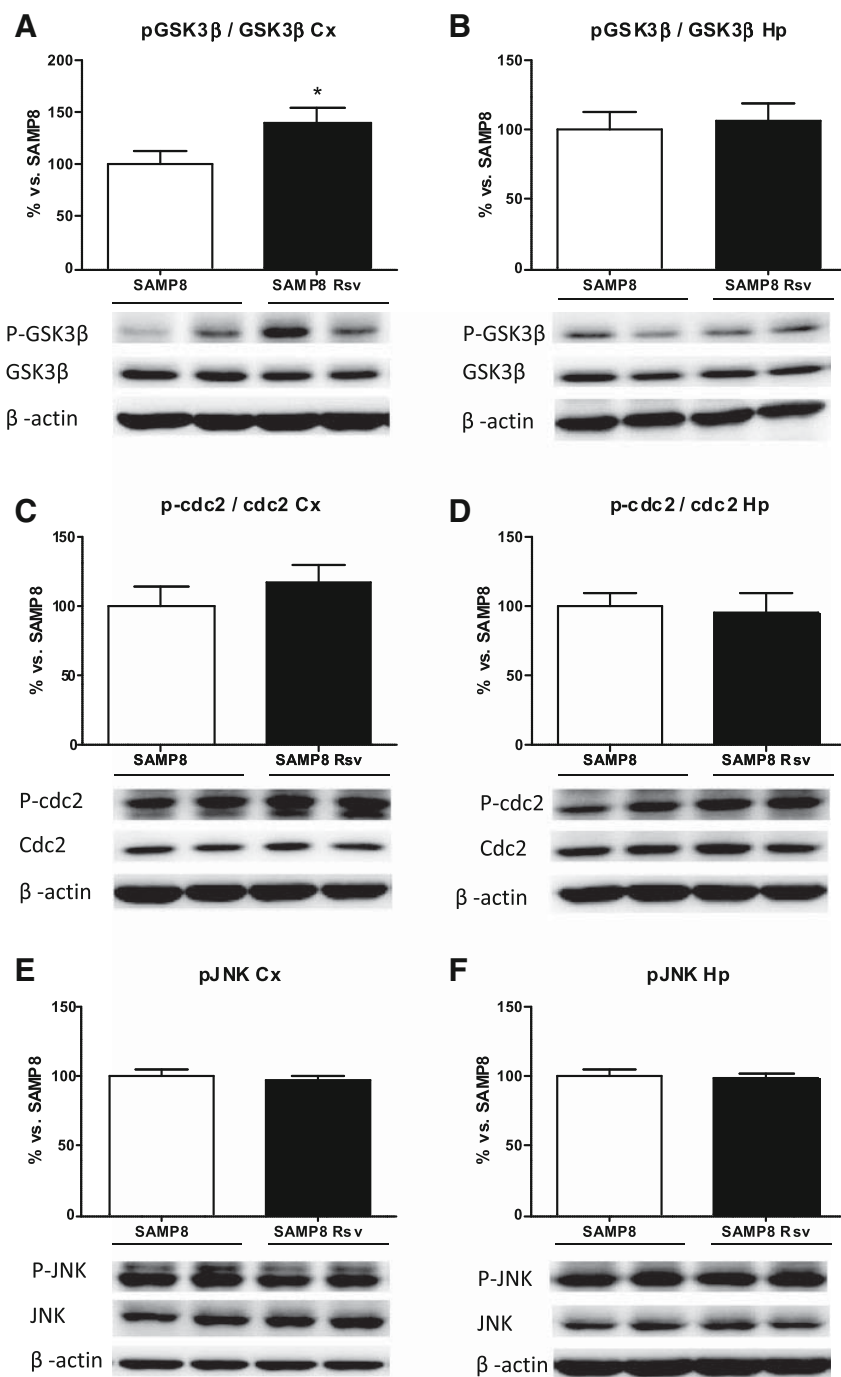 A
pGSK3β / GSK3β Cx
200
150
100
50
0
% vs. SAMP8
*
SAMP8
SAMP8 Rsv
P-GSK3β
GSK3β
β -actin
B
pGSK3β / GSK3β Hp
150
100
50
0
% vs. SAMP8
SAMP8
SAMP8 Rsv
P-GSK3β
GSK3β
β -actin
C
p-cdc2 / cdc2 Cx
150
100
50
0
% vs. SAMP8
SAMP8
SAMP8 Rsv
P-cdc2
Cdc2
β -actin
D
p-cdc2 / cdc2 Hp
150
100
50
0
% vs. SAMP8
SAMP8
SAMP8 Rsv
P-cdc2
Cdc2
β -actin
E
pJNK Cx
150
100
50
0
% vs. SAMP8
SAMP8
SAMP8 Rsv
P-JNK
JNK
β -actin
F
pJNK Hp
150
100
50
0
% vs. SAMP8
SAMP8
SAMP8 Rsv
P-JNK
JNK
β -actin